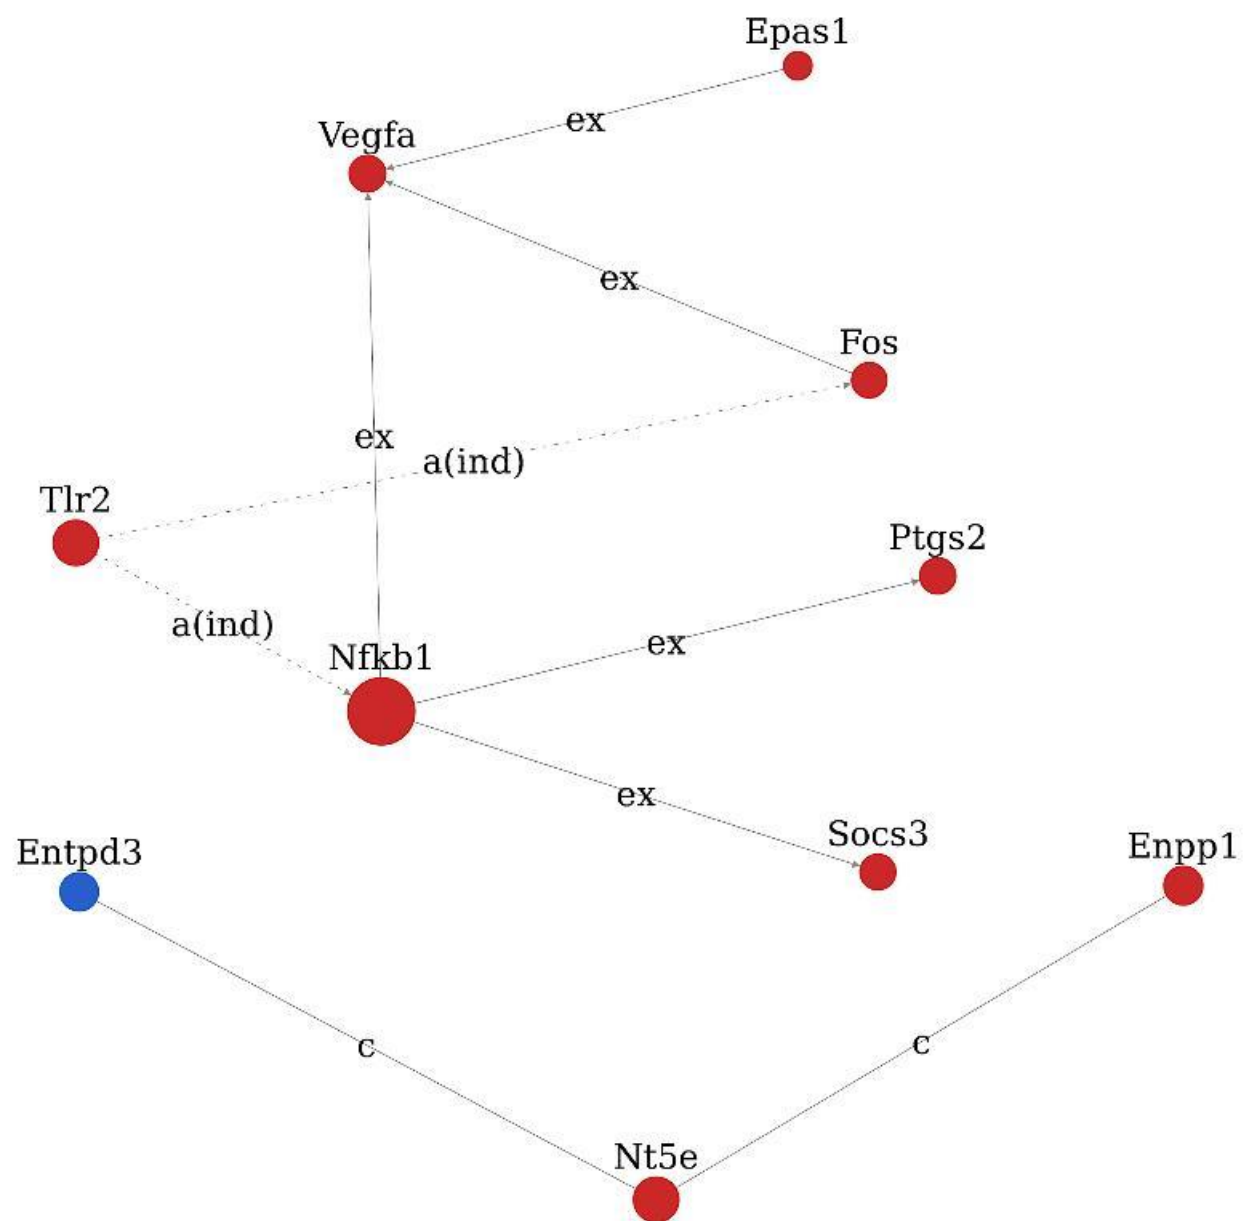 Epas1
ex
Vegfa
ex
Fos
ex
a(ind)
Tlr2
Ptgs2
a(ind)
ex
Nfkb1
ex
Socs3
Enpp1
Entpd3
c
c
Nt5e